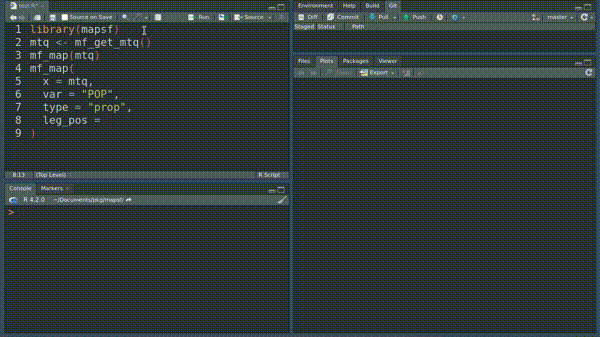 test.R*
Source on Save
Run
Source
1 library(mapsf)
2 mtq <- mf_get_mtq()
3 mf_map(mtq)
4 mf_map(
5 x = mtq,
6 var = "POP",
7 type = "prop",
8 leg_pos =
9 )
8:13 (Top Level) R Script
Console Markers
R 4.2.0 ~/Documents/pkg/mapsf/
>
Environment Help Build Git
Diff Commit Pull Push master
Staged Status Path
Files Plots Packages Viewer
Zoom Export